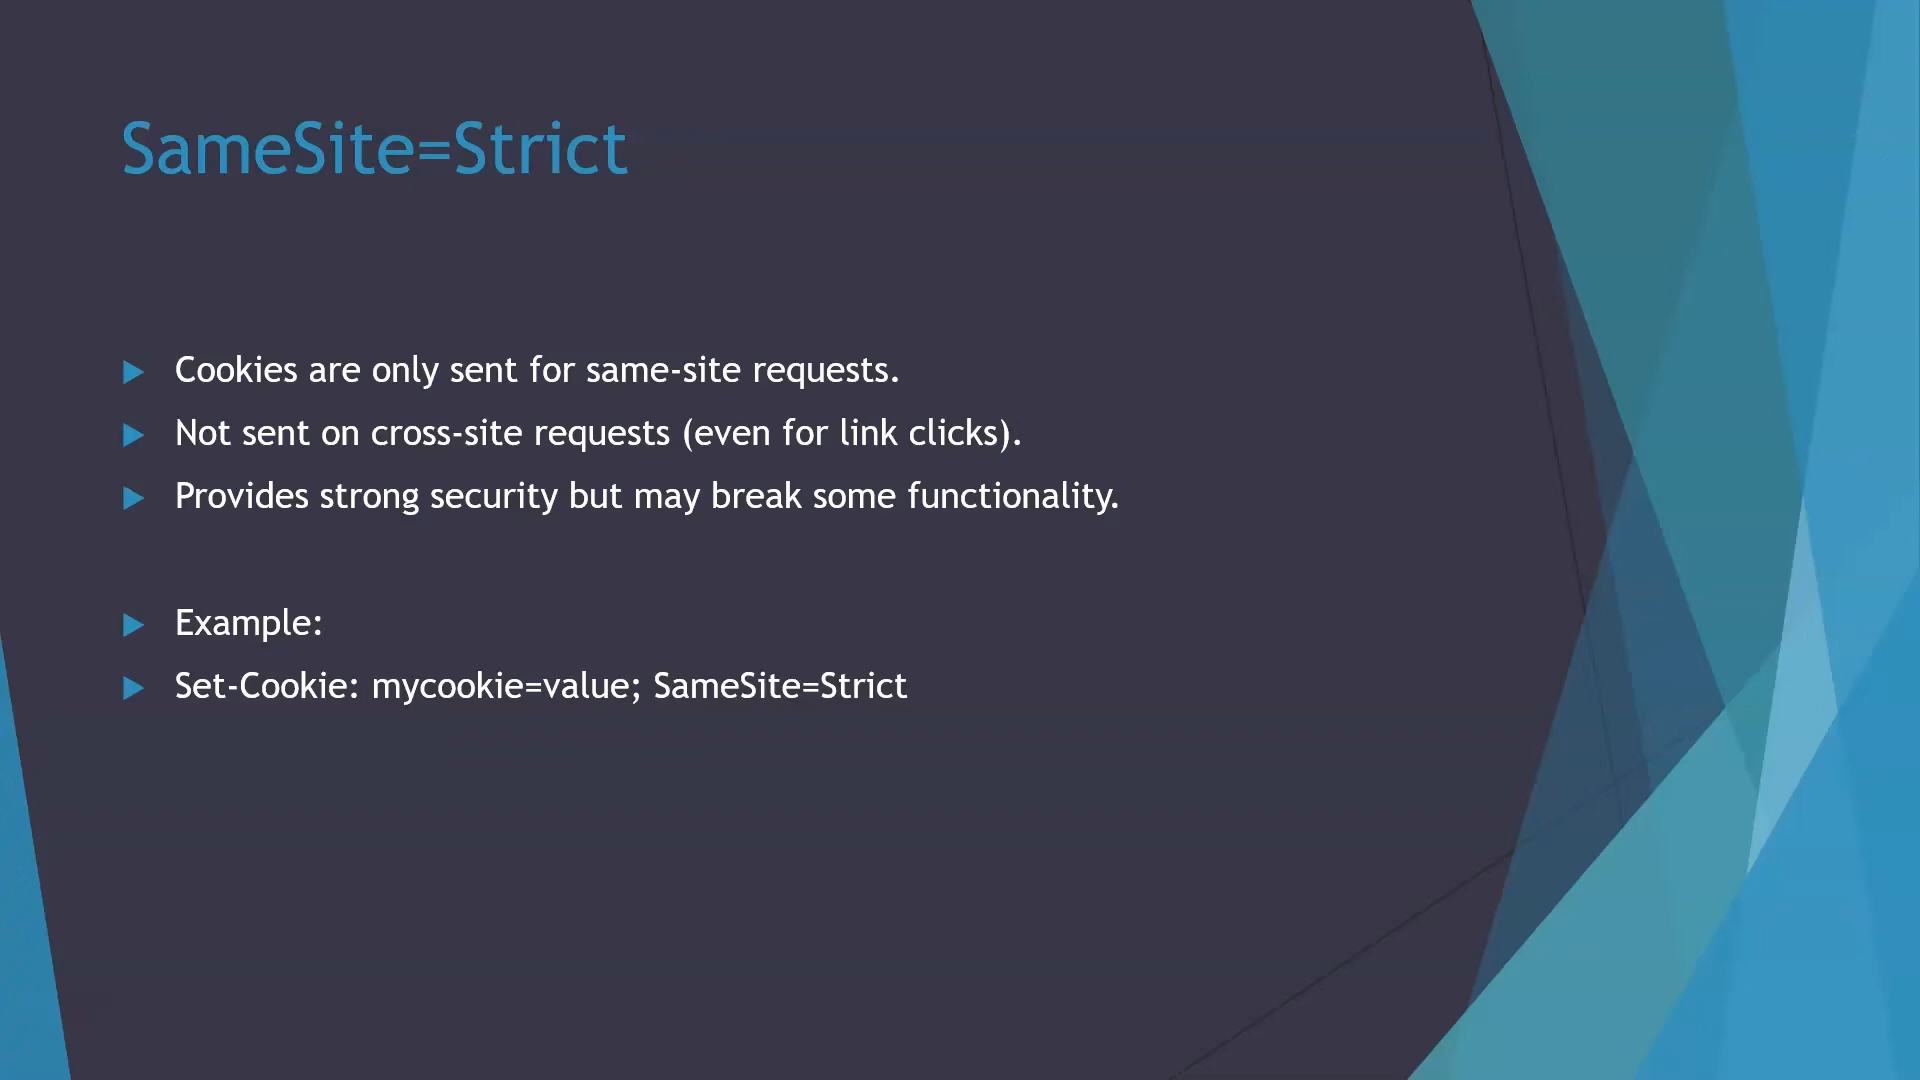 SameSite=Strict
Cookies are only sent for same-site requests.
Not sent on cross-site requests (even for link clicks).
Provides strong security but may break some functionality.
Example:
Set-Cookie: mycookie=value; SameSite=Strict